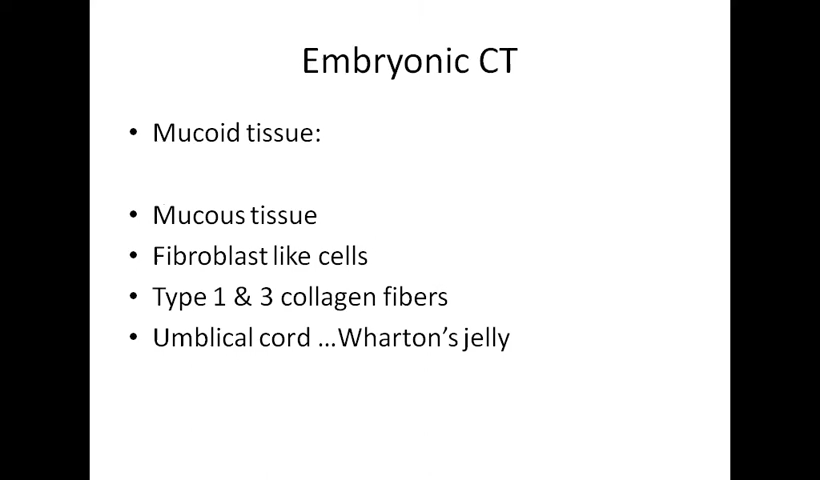 Embryonic CT
• Mucoid tissue:
• Mucous tissue
• Fibroblast like cells
• Type 1 & 3 collagen fibers
• Umblical cord ...Wharton's jelly